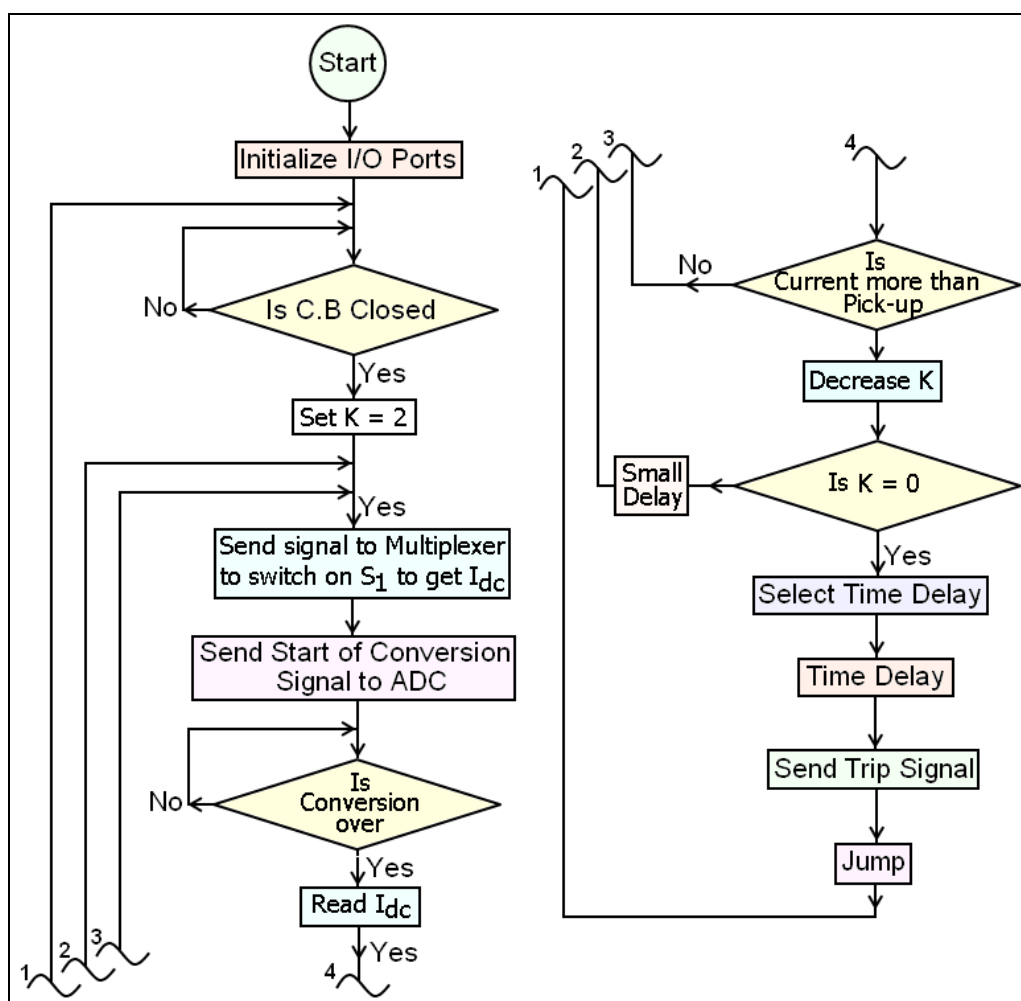 Start
Initialize I/O Ports
No
Is C.B Closed
Yes
Set K = 2
Yes
Send signal to Multiplexer
to switch on S1 to get Idc
Send Start of Conversion
Signal to ADC
No
Is
Conversion
over
Yes
Read Idc
Yes
1
2
3
4
1
2
3
4
No
Is
Current more than
Pick-up
Decrease K
Small
Delay
Is K = 0
Yes
Select Time Delay
Time Delay
Send Trip Signal
Jump